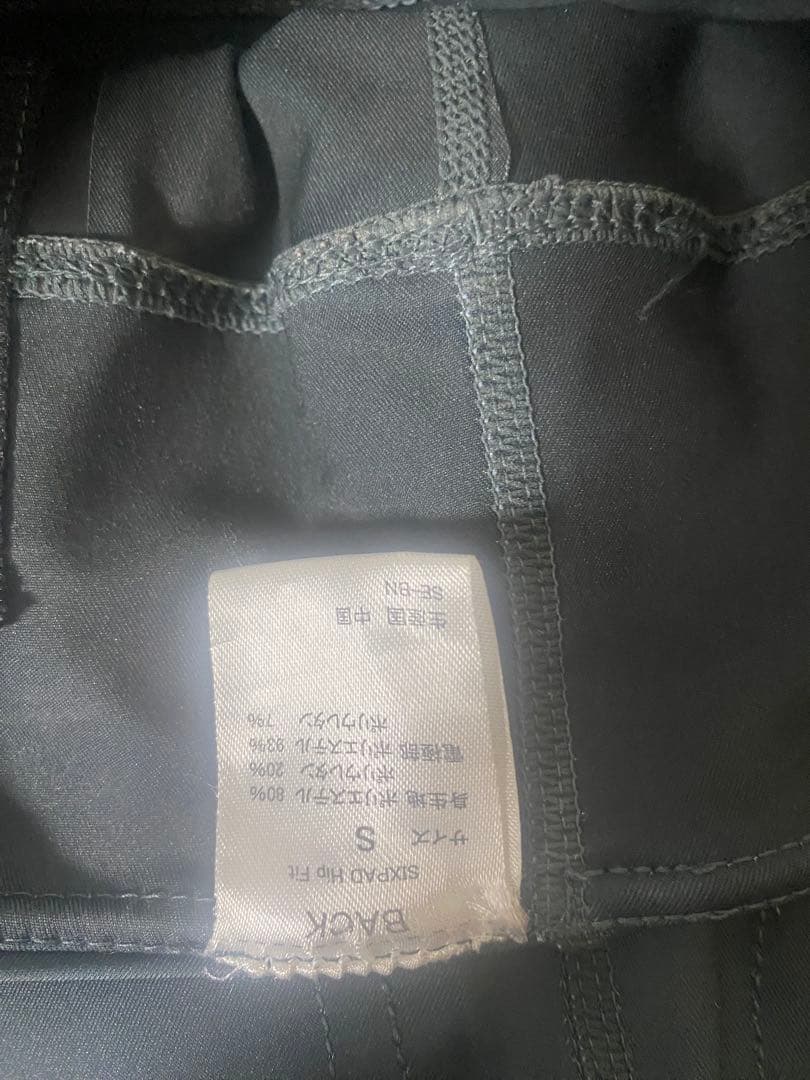 BACK
SIXPAD Hip Fit
サイズ S
身生地 ポリエステル 80%
ポリウレタン 20%
電極部 ポリエステル 93%
ポリウレタン 7%
生産国 中国
SE-BN